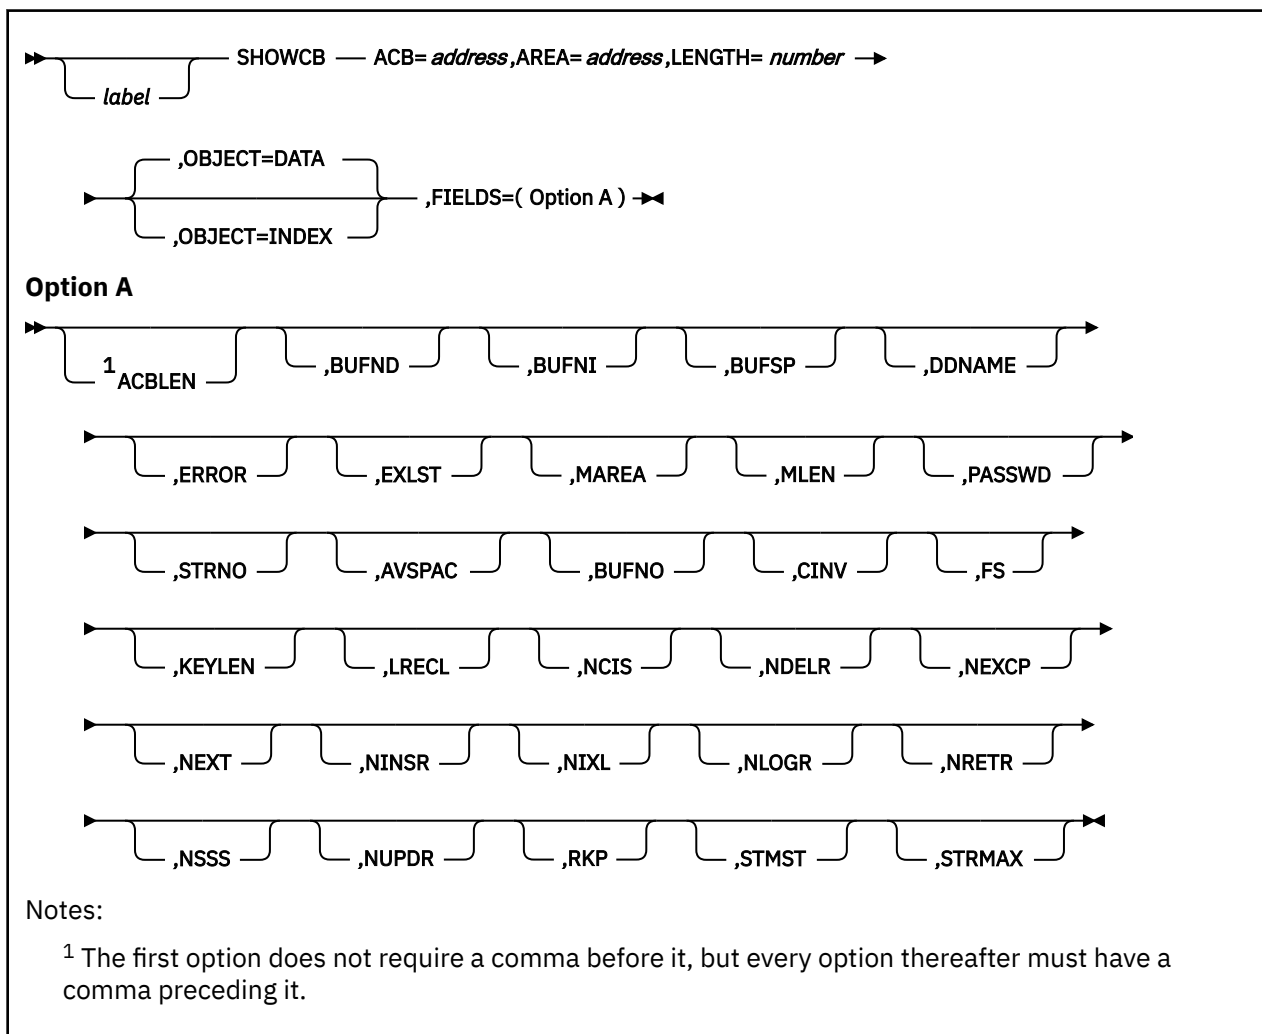 SHOWCB ACB= address ,AREA= address ,LENGTH= number
label
,OBJECT=DATA
,FIELDS=( Option A )
,OBJECT=INDEX
Option A
1 ACBLEN ,BUFND ,BUFNI ,BUFSP ,DDNAME
,ERROR ,EXLST ,MAREA ,MLEN ,PASSWD
,STRNO ,AVSPAC ,BUFNO ,CINV ,FS
,KEYLEN ,LRECL ,NCIS ,NDELR ,NEXCP
,NEXT ,NINSR ,NIXL ,NLOGR ,NRETR
,NSSS ,NUPDR ,RKP ,STMST ,STRMAX
Notes:
1 The first option does not require a comma before it, but every option thereafter must have a
comma preceding it.